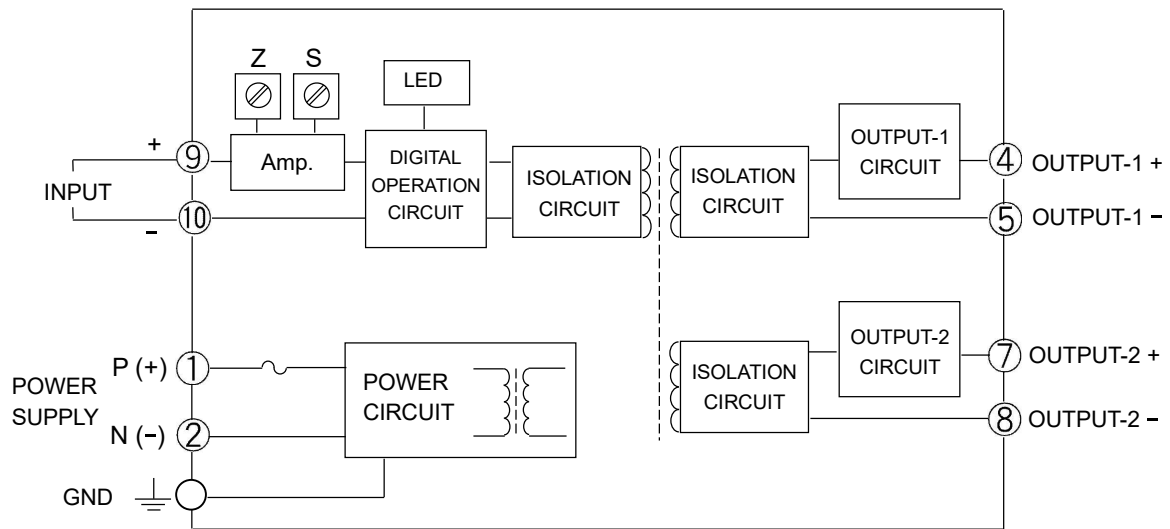 Z S
LED
+
9
Amp.
DIGITAL
OPERATION
CIRCUIT
ISOLATION
CIRCUIT
ISOLATION
CIRCUIT
OUTPUT-1
CIRCUIT
4
OUTPUT-1 +
INPUT
10
−
5
OUTPUT-1 −
P (+)
1
POWER
SUPPLY
N (−)
2
POWER
CIRCUIT
ISOLATION
CIRCUIT
OUTPUT-2
CIRCUIT
7
OUTPUT-2 +
8
OUTPUT-2 −
GND